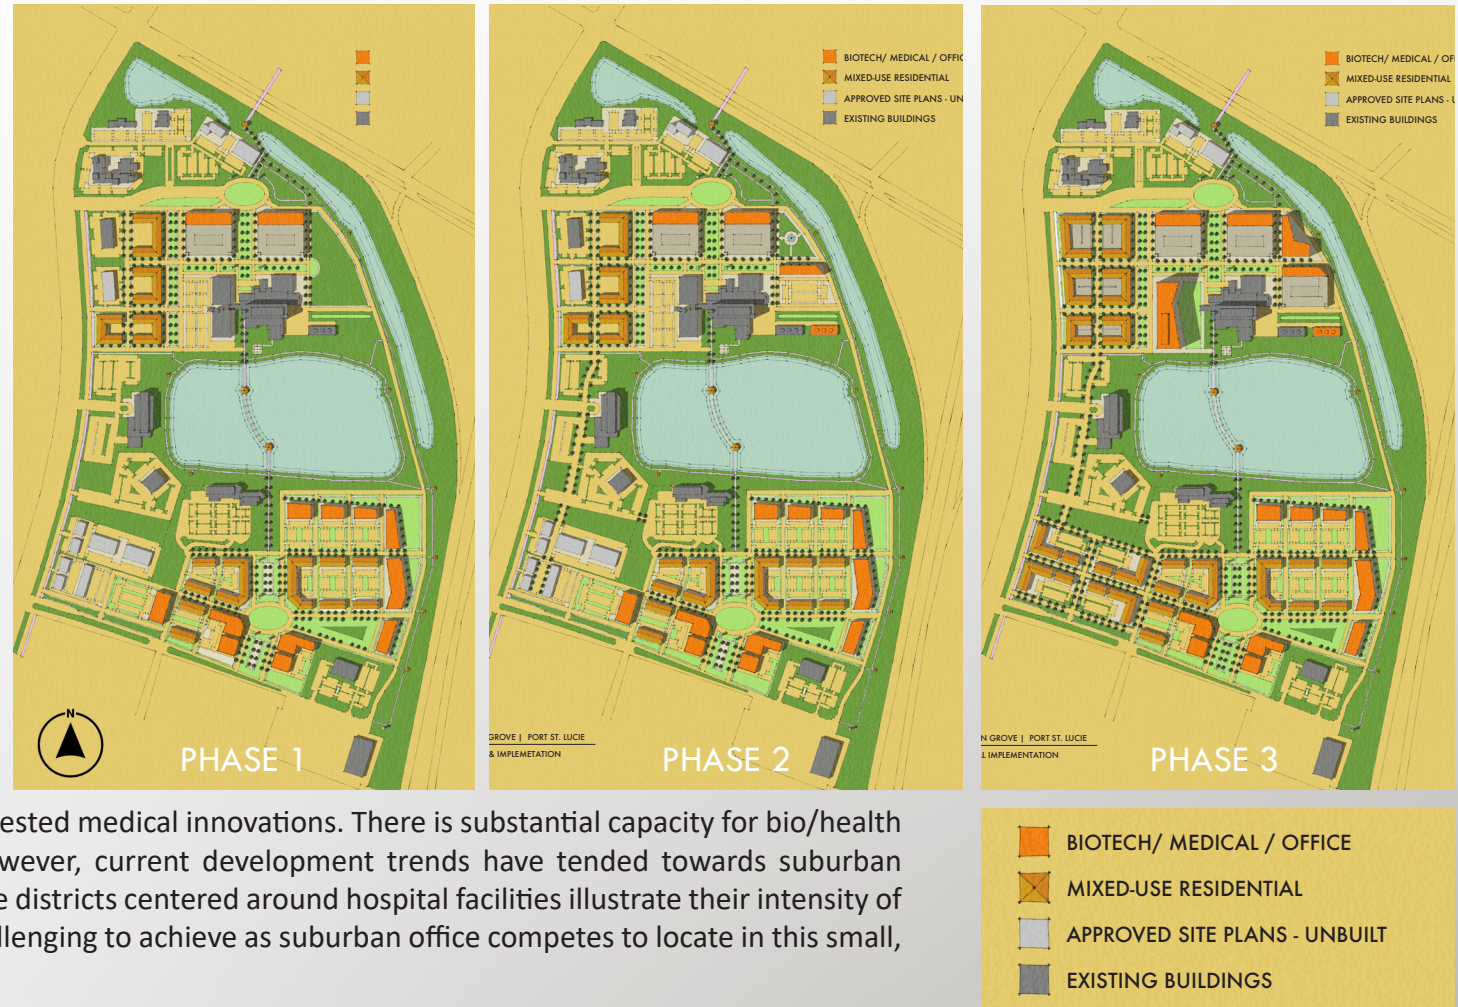 BIOTECH/ MEDICAL / OFFIC
MIXED-USE RESIDENTIAL
APPROVED SITE PLANS - UN
EXISTING BUILDINGS
BIOTECH/ MEDICAL / OF
MIXED-USE RESIDENTIAL
APPROVED SITE PLANS - U
EXISTING BUILDINGS
N
PHASE 1
GROVE | PORT ST. LUCIE
& IMPLEMETATION
PHASE 2
N GROVE | PORT ST. LUCIE
L IMPLEMENTATION
PHASE 3
ested medical innovations. There is substantial capacity for bio/health
wever, current development trends have tended towards suburban
e districts centered around hospital facilities illustrate their intensity of
llenging to achieve as suburban office competes to locate in this small,
BIOTECH/ MEDICAL / OFFICE
MIXED-USE RESIDENTIAL
APPROVED SITE PLANS - UNBUILT
EXISTING BUILDINGS